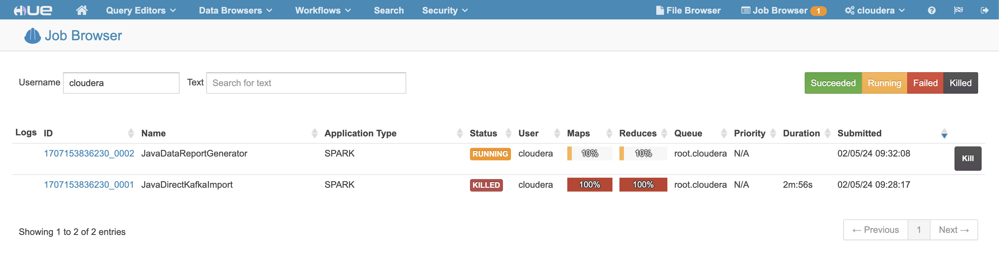 HUE Query Editors Data Browsers Workflows Search Security File Browser Job Browser 1 cloudera
Job Browser
Username cloudera Text Search for text Succeeded Running Failed Killed
Logs ID Name Application Type Status User Maps Reduces Queue Priority Duration Submitted
1707153836230_0002 JavaDataReportGenerator SPARK RUNNING cloudera 10% 10% root.cloudera N/A 02/05/24 09:32:08 Kill
1707153836230_0001 JavaDirectKafkaImport SPARK KILLED cloudera 100% 100% root.cloudera N/A 2m:56s 02/05/24 09:28:17
Showing 1 to 2 of 2 entries ← Previous 1 Next →